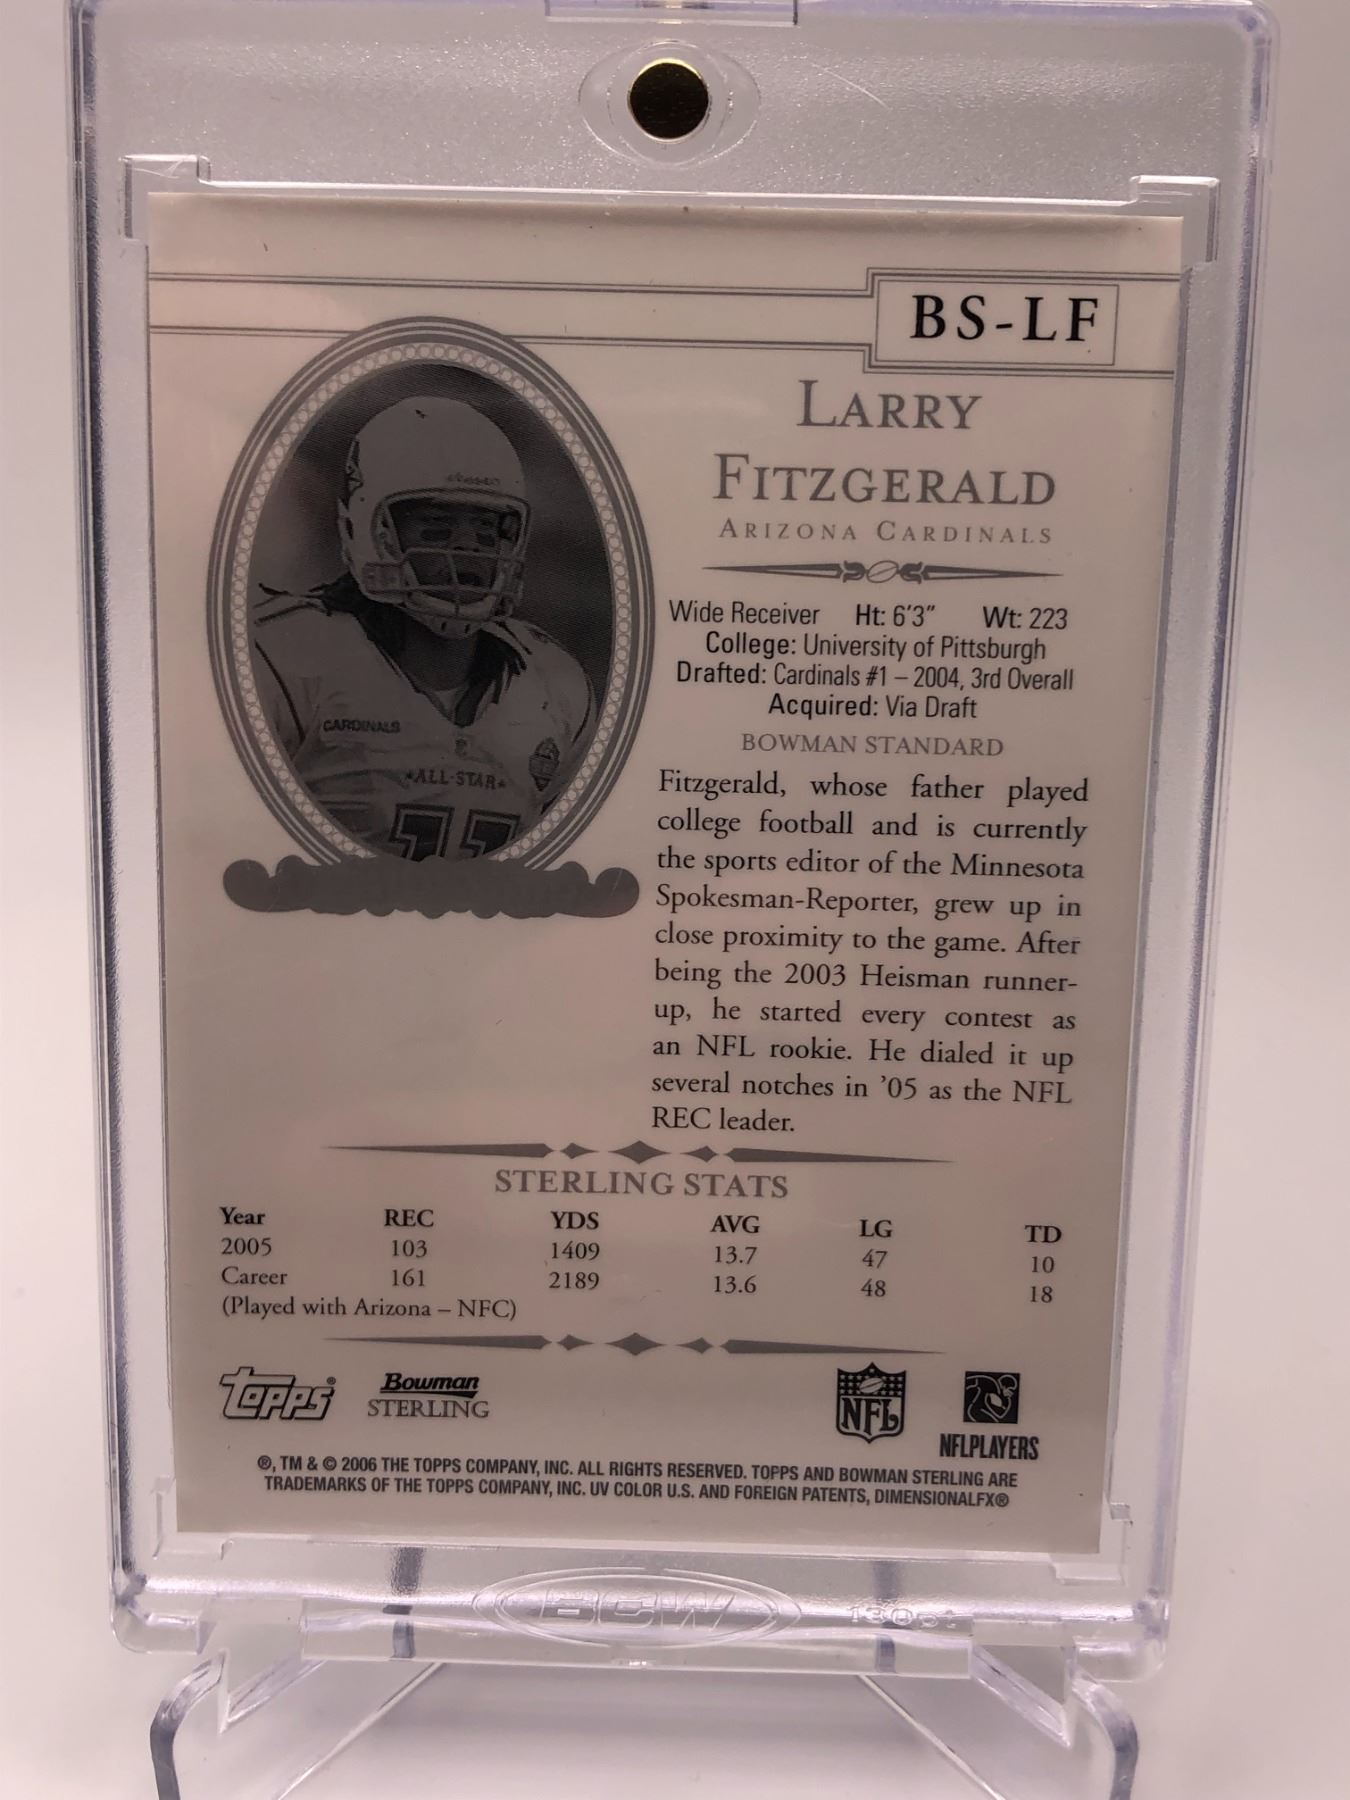 BS-LF
LARRY
FITZGERALD
ARIZONA CARDINALS
Wide Receiver Ht: 6'3" Wt: 223
College: University of Pittsburgh
Drafted: Cardinals #1 – 2004, 3rd Overall
Acquired: Via Draft
BOWMAN STANDARD
Fitzgerald, whose father played
college football and is currently
the sports editor of the Minnesota
Spokesman-Reporter, grew up in
close proximity to the game. After
being the 2003 Heisman runner-
up, he started every contest as
an NFL rookie. He dialed it up
several notches in '05 as the NFL
REC leader.
CARDINALS
ALL-STAR
11
STERLING STATS
Year REC YDS AVG LG TD
2005 103 1409 13.7 47 10
Career 161 2189 13.6 48 18
(Played with Arizona – NFC)
Topps® Bowman STERLING NFL NFLPLAYERS
®, TM & © 2006 THE TOPPS COMPANY, INC. ALL RIGHTS RESERVED. TOPPS AND BOWMAN STERLING ARE
TRADEMARKS OF THE TOPPS COMPANY, INC. UV COLOR U.S. AND FOREIGN PATENTS, DIMENSIONALFX®
BCW 130pt